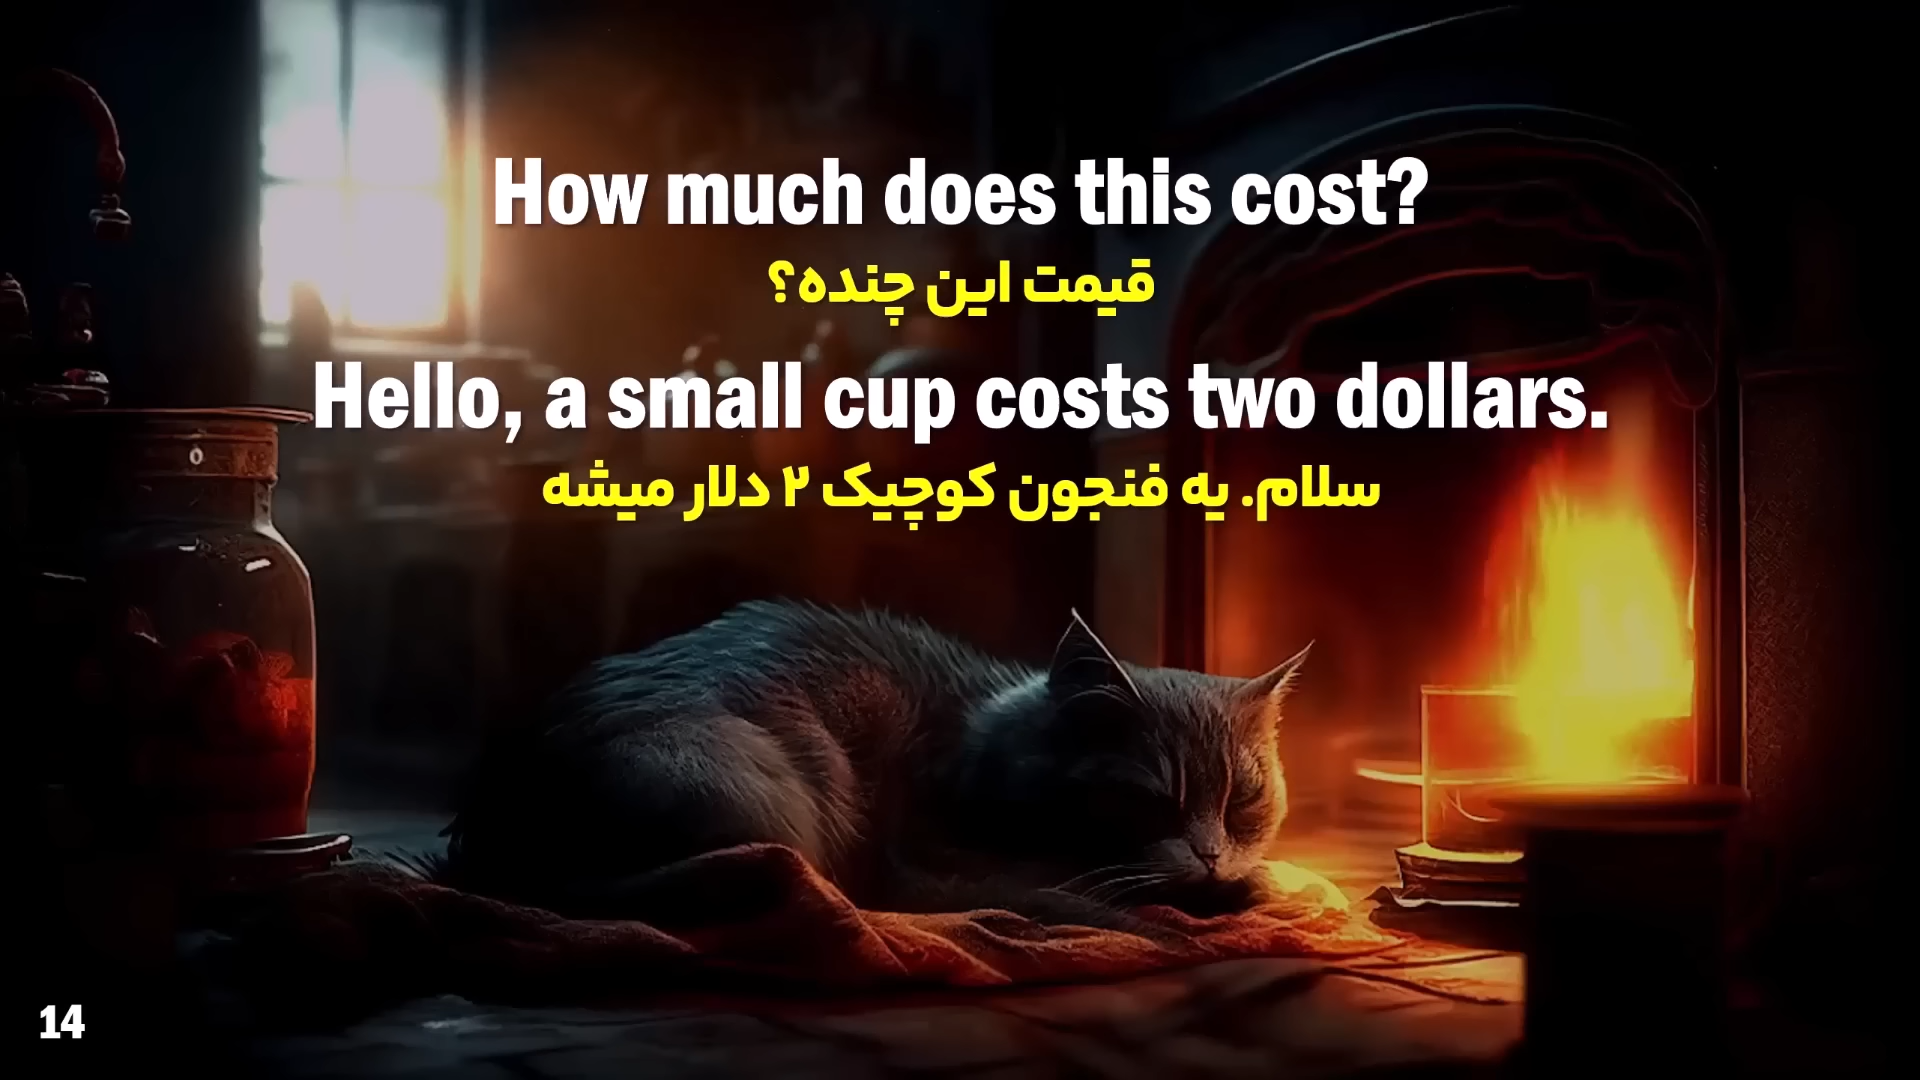 How much does this cost?
قیمت این چنده؟
Hello, a small cup costs two dollars.
سلام. یه فنجون کوچیک ۲ دلار میشه
14